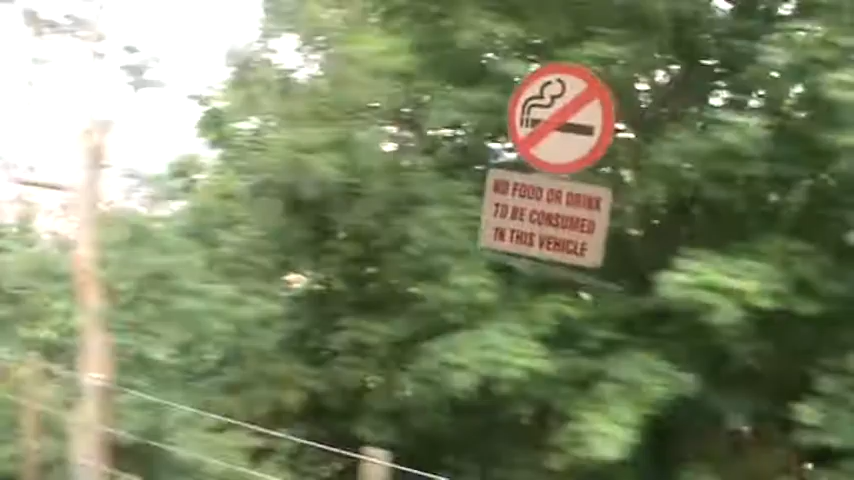 NO FOOD OR DRINK
TO BE CONSUMED
IN THIS VEHICLE